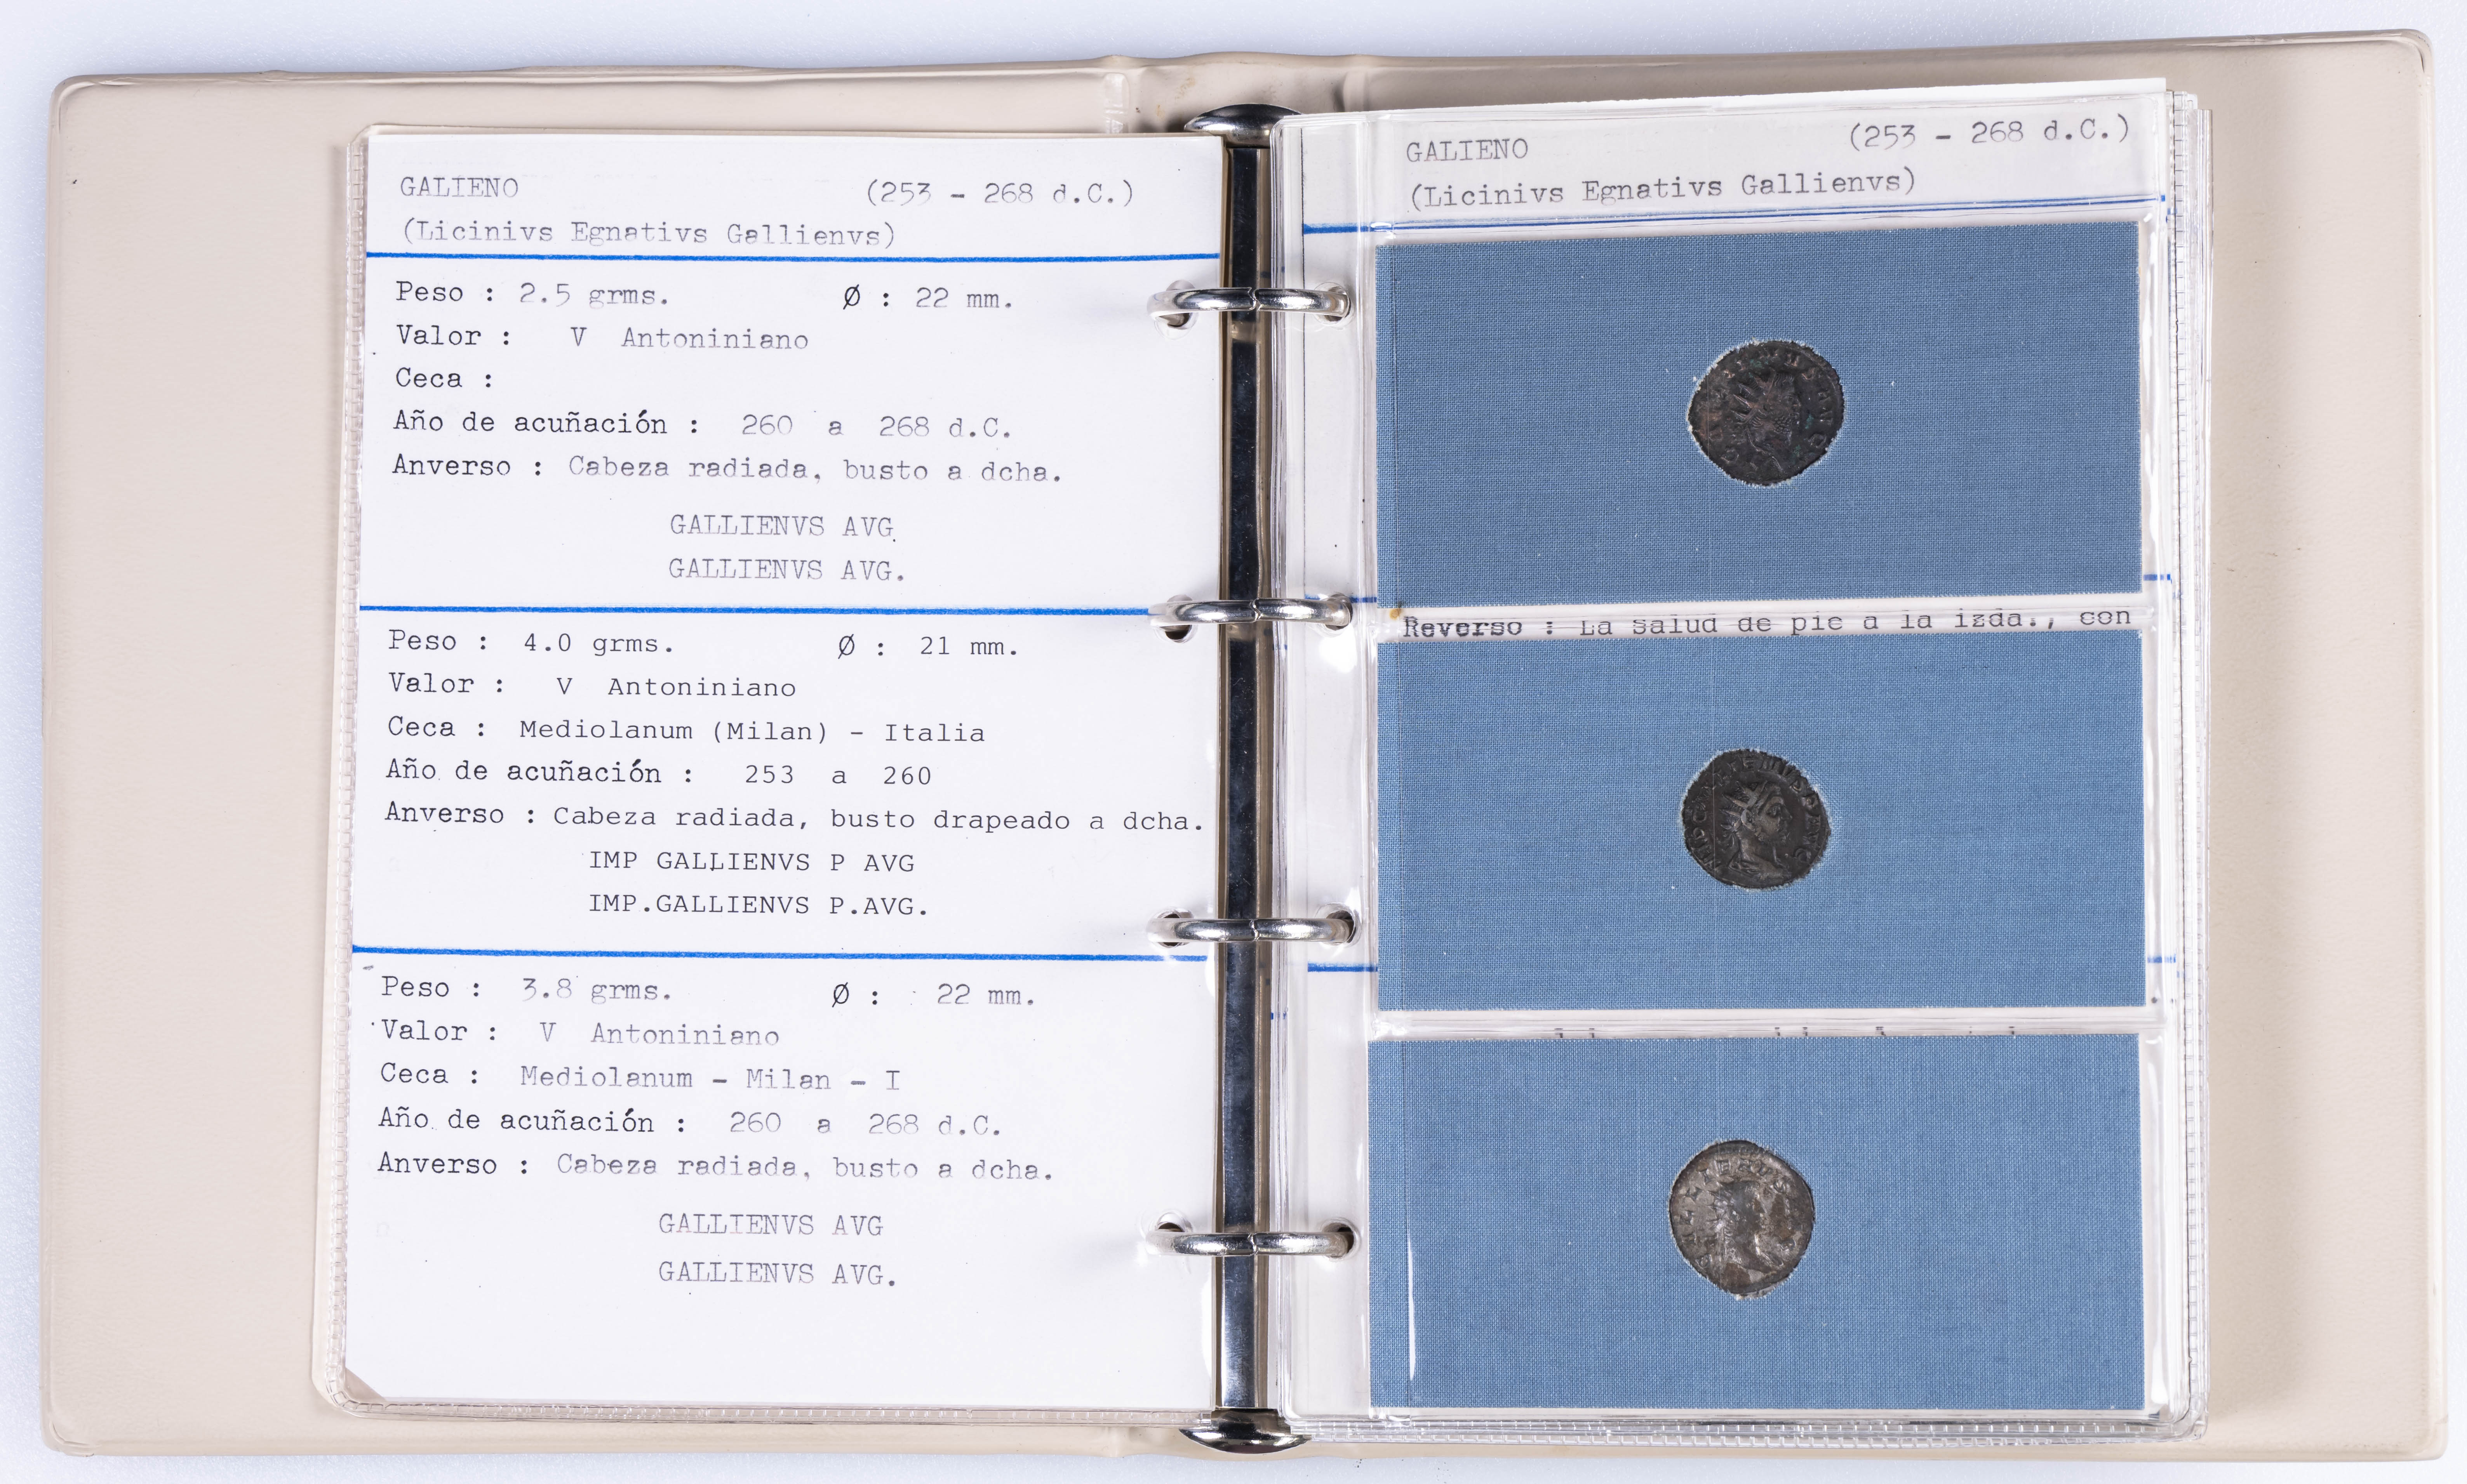 GALIENO (253 - 268 d.C.)
(Licinivs Egnativs Gallienvs)
Peso : 2.5 grms. Ø : 22 mm.
Valor : V Antoniniano
Ceca :
Año de acuñación : 260 a 268 d.C.
Anverso : Cabeza radiada, busto a dcha.
GALLIENVS AVG
GALLIENVS AVG.
Peso : 4.0 grms. Ø : 21 mm.
Valor : V Antoniniano
Ceca : Mediolanum (Milan) - Italia
Año de acuñación : 253 a 260
Anverso : Cabeza radiada, busto drapeado a dcha.
IMP GALLIENVS P AVG
IMP.GALLIENVS P.AVG.
Peso : 3.8 grms. Ø : 22 mm.
Valor : V Antoniniano
Ceca : Mediolanum - Milan - I
Año de acuñación : 260 a 268 d.C.
Anverso : Cabeza radiada, busto a dcha.
GALLIENVS AVG
GALLIENVS AVG.
GALIENO (253 - 268 d.C.)
(Licinivs Egnativs Gallienvs)
Reverso : La Salud de pie a la izda., con